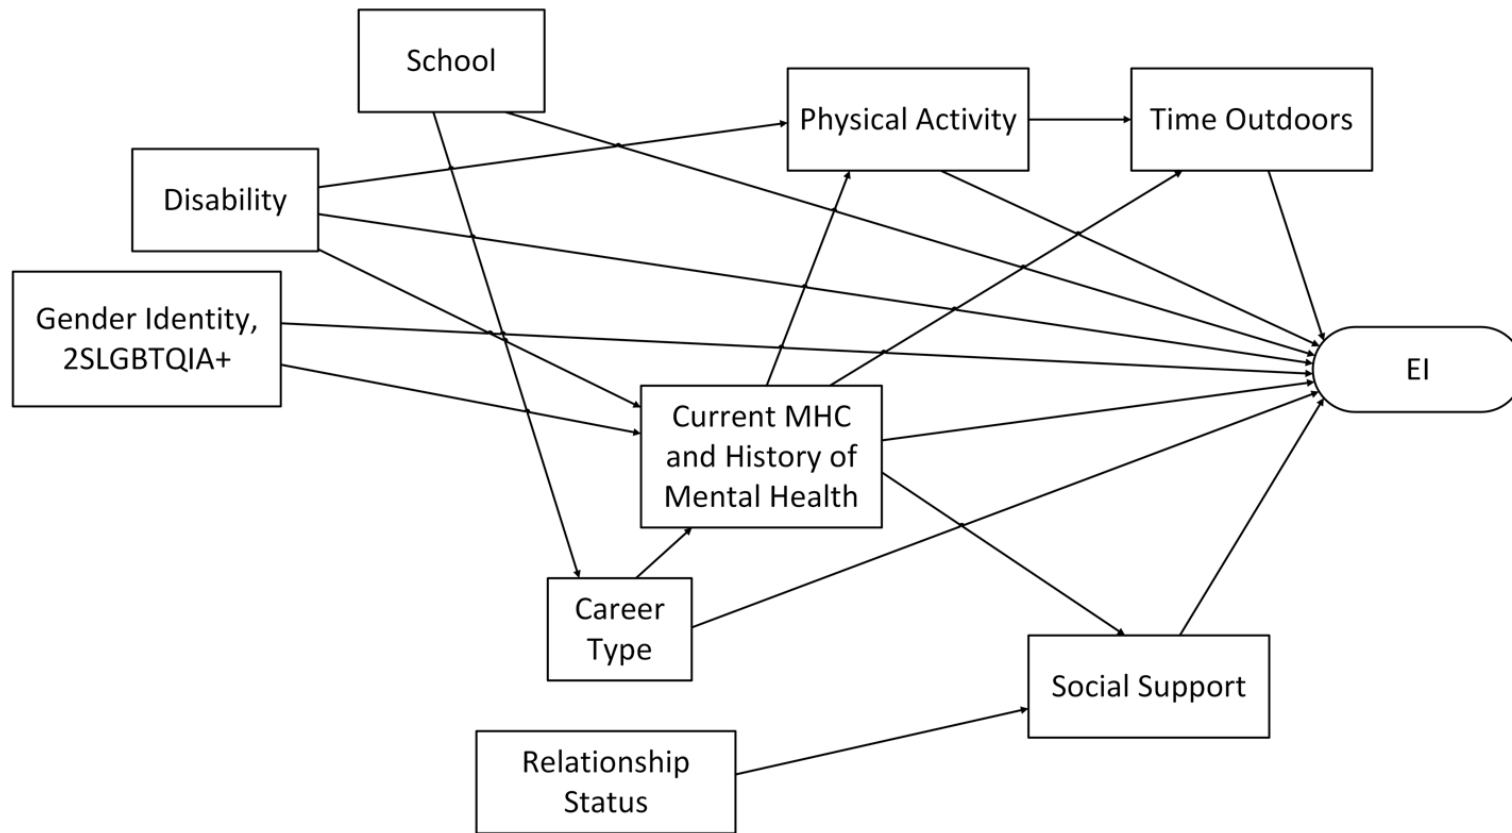 School
Physical Activity
Time Outdoors
Disability
Gender Identity,
2SLGBTQIA+
EI
Current MHC
and History of
Mental Health
Career
Type
Social Support
Relationship
Status